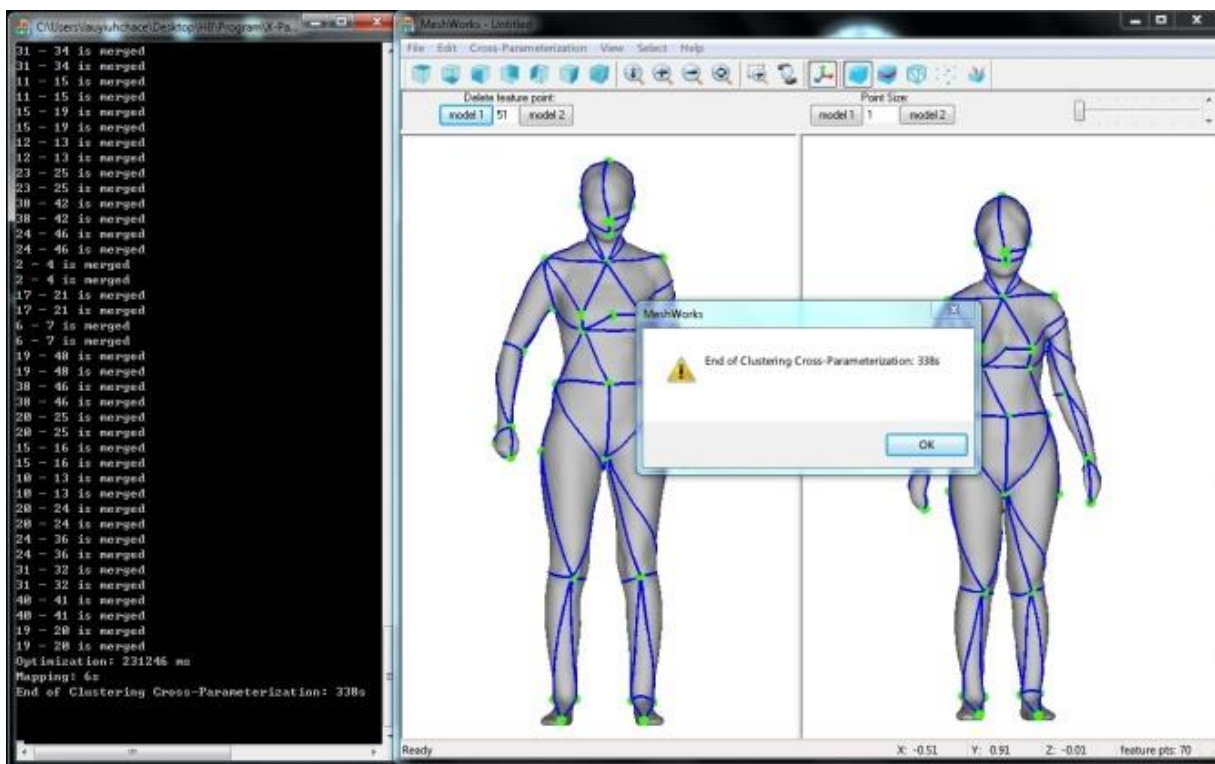 C:\Users\lauyiuhchace\Desktop\HII\Program\X-Pa...
31 - 34 is merged
31 - 34 is merged
11 - 15 is merged
11 - 15 is merged
15 - 19 is merged
15 - 19 is merged
12 - 13 is merged
12 - 13 is merged
23 - 25 is merged
23 - 25 is merged
38 - 42 is merged
38 - 42 is merged
24 - 46 is merged
24 - 46 is merged
2 - 4 is merged
2 - 4 is merged
17 - 21 is merged
17 - 21 is merged
6 - 7 is merged
6 - 7 is merged
19 - 40 is merged
19 - 40 is merged
38 - 46 is merged
38 - 46 is merged
20 - 25 is merged
20 - 25 is merged
15 - 16 is merged
15 - 16 is merged
10 - 13 is merged
10 - 13 is merged
20 - 24 is merged
20 - 24 is merged
24 - 36 is merged
24 - 36 is merged
31 - 32 is merged
31 - 32 is merged
40 - 41 is merged
40 - 41 is merged
19 - 20 is merged
19 - 20 is merged
Optimization: 231246 ms
Mapping: 6s
End of Clustering Cross-Parameterization: 338s
MeshWorks - Untitled
File Edit Cross-Parameterization View Select Help
Delete feature point:
model 1 51 model 2
Point Size:
model 1 1 model 2
MeshWorks
End of Clustering Cross-Parameterization: 338s
OK
Ready
X: -0.51 Y: 0.91 Z: -0.01 feature pts: 70